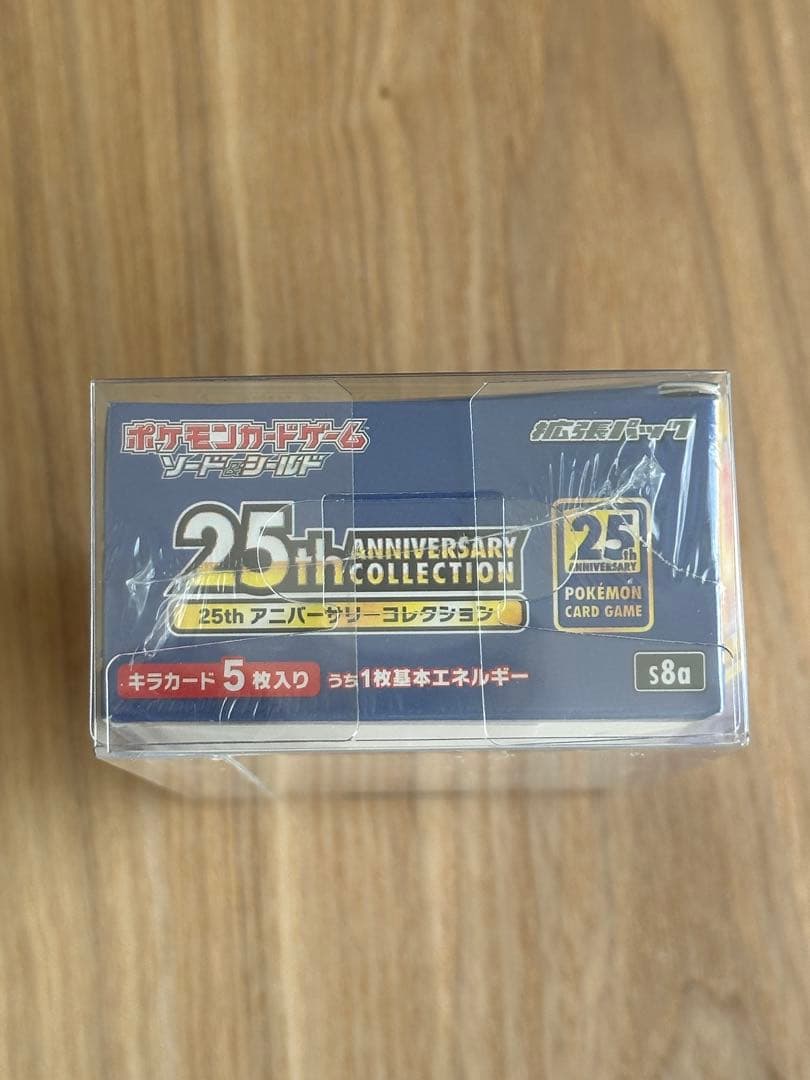 ポケモンカードゲーム
ソード&シールド
拡張パック
25th ANNIVERSARY
COLLECTION
25th アニバーサリーコレクション
25th
ANNIVERSARY
POKÉMON
CARD GAME
キラカード5枚入り うち1枚基本エネルギー
s8a